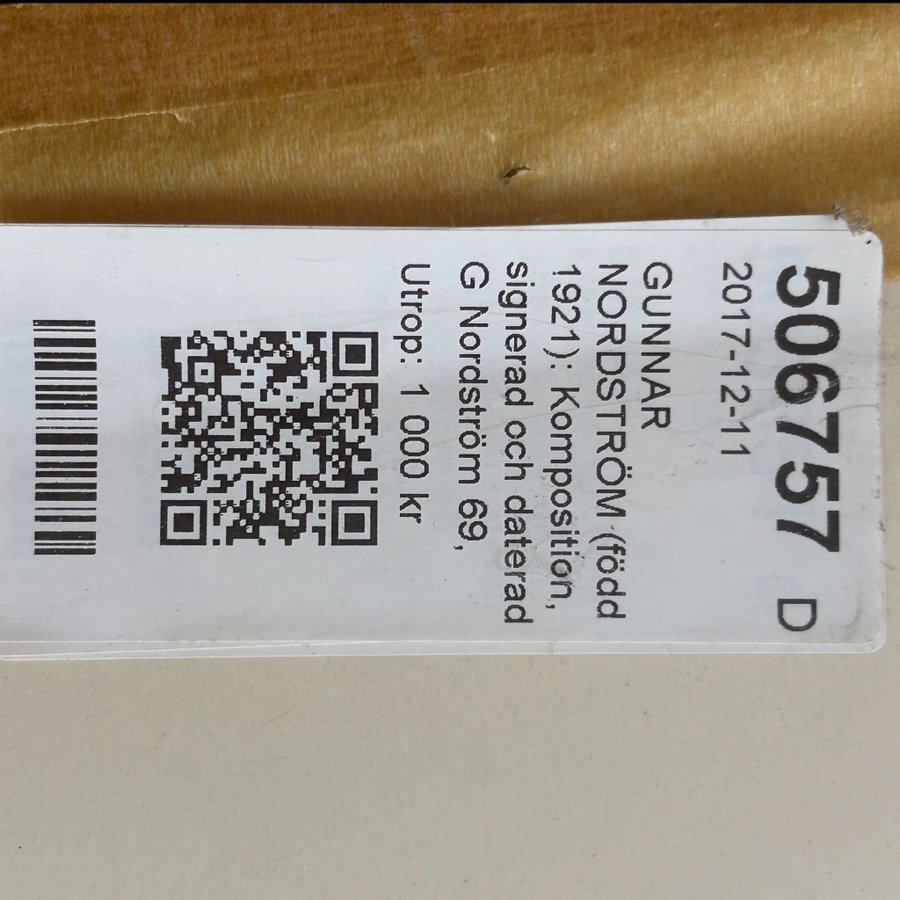 506757 D
2017-12-11
GUNNAR
NORDSTRÖM (född
1921): Komposition,
signerad och daterad
G Nordström 69,
Utrop: 1 000 kr